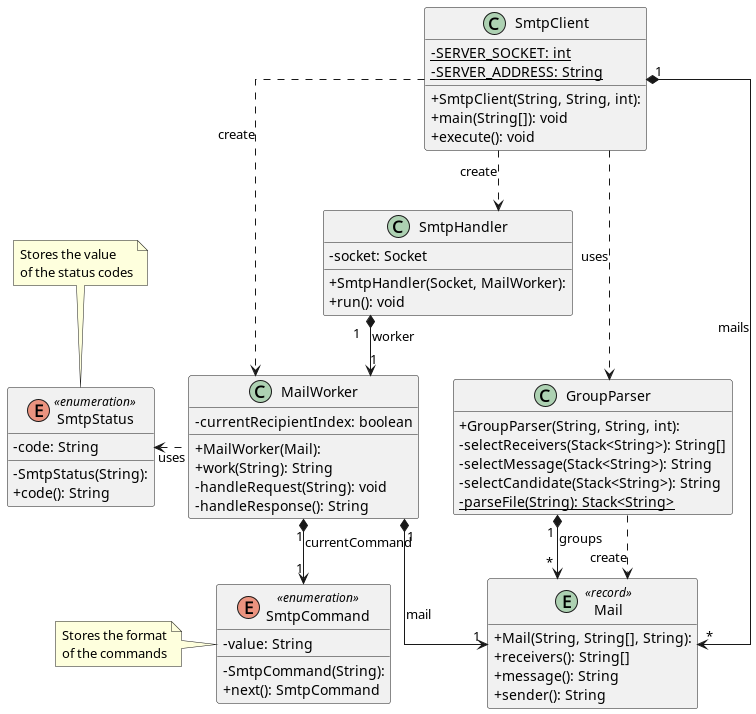 C SmtpClient
-SERVER_SOCKET: int
-SERVER_ADDRESS: String
+SmtpClient(String, String, int):
+main(String[]): void
+execute(): void
1
create
create
uses
mails
C SmtpHandler
-socket: Socket
+SmtpHandler(Socket, MailWorker):
+run(): void
1
worker
1
Stores the value
of the status codes
E «enumeration»
SmtpStatus
-code: String
-SmtpStatus(String):
+code(): String
uses
C MailWorker
-currentRecipientIndex: boolean
+MailWorker(Mail):
+work(String): String
-handleRequest(String): void
-handleResponse(): String
C GroupParser
+GroupParser(String, String, int):
-selectReceivers(Stack<String>): String[]
-selectMessage(Stack<String>): String
-selectCandidate(Stack<String>): String
-parseFile(String): Stack<String>
1
currentCommand
1
1
mail
1
1
groups
*
create
*
Stores the format
of the commands
E «enumeration»
SmtpCommand
-value: String
-SmtpCommand(String):
+next(): SmtpCommand
E «record»
Mail
+Mail(String, String[], String):
+receivers(): String[]
+message(): String
+sender(): String